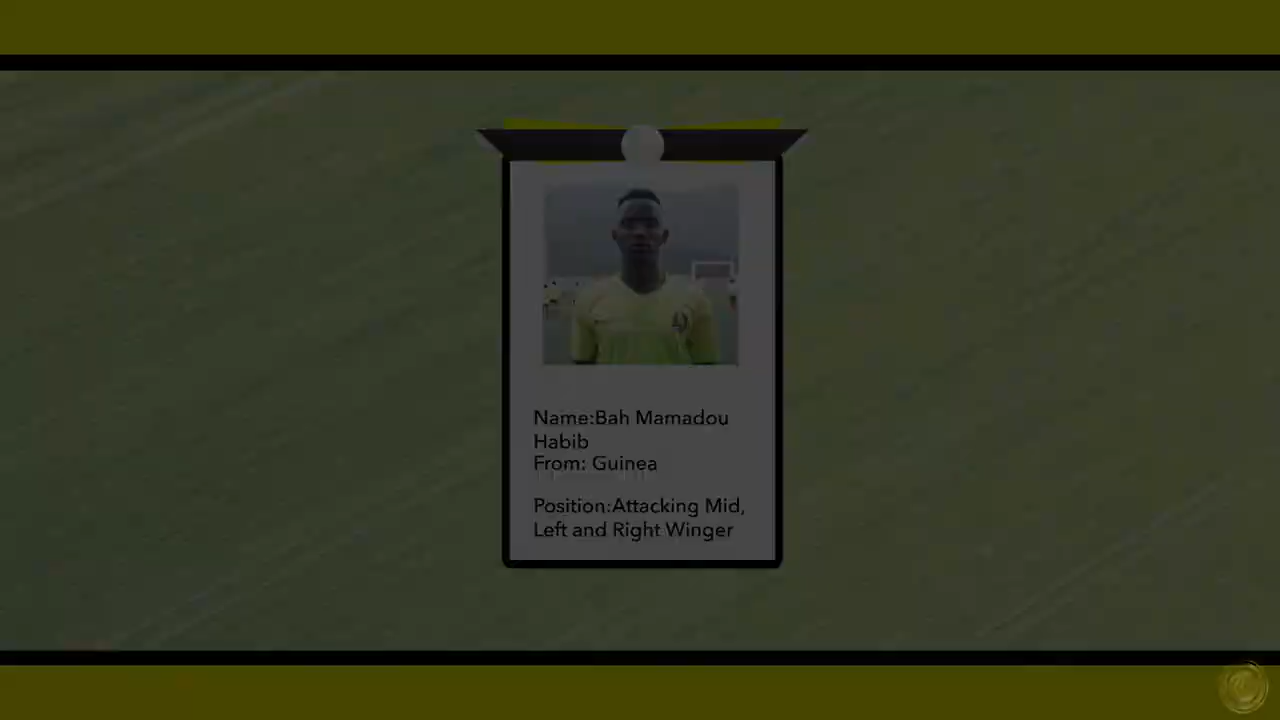 Name:Bah Mamadou
Habib
From: Guinea
Position:Attacking Mid,
Left and Right Winger